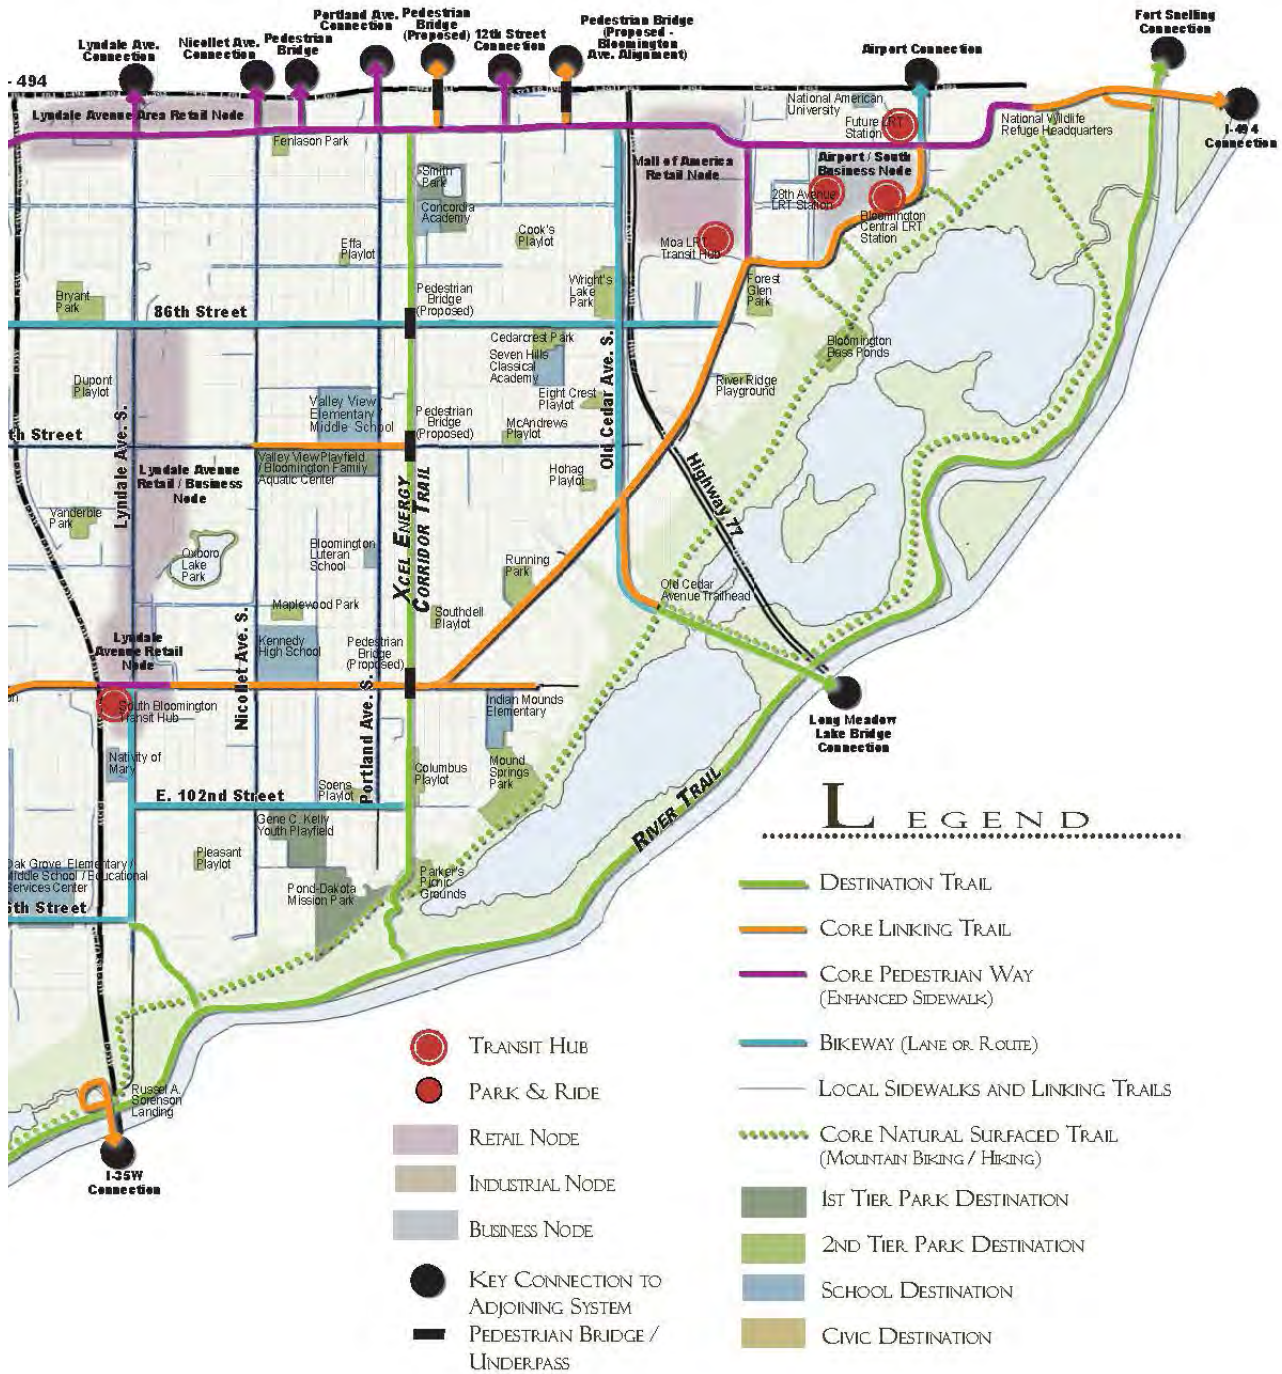 Lyndale Ave.
Connection
Nicollet Ave.
Connection
Pedestrian
Bridge
Portland Ave.
Connection
Pedestrian
Bridge
(Proposed)
12th Street
Connection
Pedestrian Bridge
(Proposed -
Bloomington
Ave. Alignment)
Airport Connection
Fort Snelling
Connection
- 494
I-494
Connection
Lyndale Avenue Area Retail Node
Fenlason Park
National American
University
Future LRT
Station
National Wildlife
Refuge Headquarters
Mall of America
Retail Node
Airport / South
Business Node
Smith
Park
Concordia
Academy
28th Avenue
LRT Station
Bloomington
Central LRT
Station
Cook's
Playlot
Effa
Playlot
Moa LRT
Transit Hub
Bryant
Park
Wright's
Lake
Park
Forest
Glen
Park
Pedestrian
Bridge
(Proposed)
86th Street
Cedarcrest Park
Seven Hills
Classical
Academy
Bloomington
Bass Ponds
Old Cedar Ave. S.
Dupont
Playlot
River Ridge
Playground
Eight Crest
Playlot
Valley View
Elementary /
Middle School
Pedestrian
Bridge
(Proposed)
McAndrews
Playlot
th Street
Lyndale Ave. S.
Valley View Playfield
/ Bloomington Family
Aquatic Center
Lyndale Avenue
Retail / Business
Node
Hohag
Playlot
Highway 77
Xcel Energy
Corridor Trail
Vanderbie
Park
Oxboro
Lake
Park
Bloomington
Luteran
School
Running
Park
Old Cedar
Avenue Trailhead
Maplewood Park
Southdell
Playlot
Nicollet Ave. S.
Lyndale
Avenue Retail
Node
Kennedy
High School
Pedestrian
Bridge
(Proposed)
Portland Ave. S.
South Bloomington
Transit Hub
Indian Mounds
Elementary
Long Meadow
Lake Bridge
Connection
Nativity of
Mary
Columbus
Playlot
Mound
Springs
Park
Soens
Playlot
E. 102nd Street
River Trail
Gene C. Kelly
Youth Playfield
Pleasant
Playlot
Oak Grove Elementary /
Middle School / Educational
Services Center
Pond-Dakota
Mission Park
Parker's
Picnic
Grounds
6th Street
Russel A.
Sorenson
Landing
I-35W
Connection
Legend
Destination Trail
Core Linking Trail
Core Pedestrian Way
(Enhanced Sidewalk)
Bikeway (Lane or Route)
Local Sidewalks and Linking Trails
Core Natural Surfaced Trail
(Mountain Biking / Hiking)
1st Tier Park Destination
2nd Tier Park Destination
School Destination
Civic Destination
Transit Hub
Park & Ride
Retail Node
Industrial Node
Business Node
Key Connection to
Adjoining System
Pedestrian Bridge /
Underpass